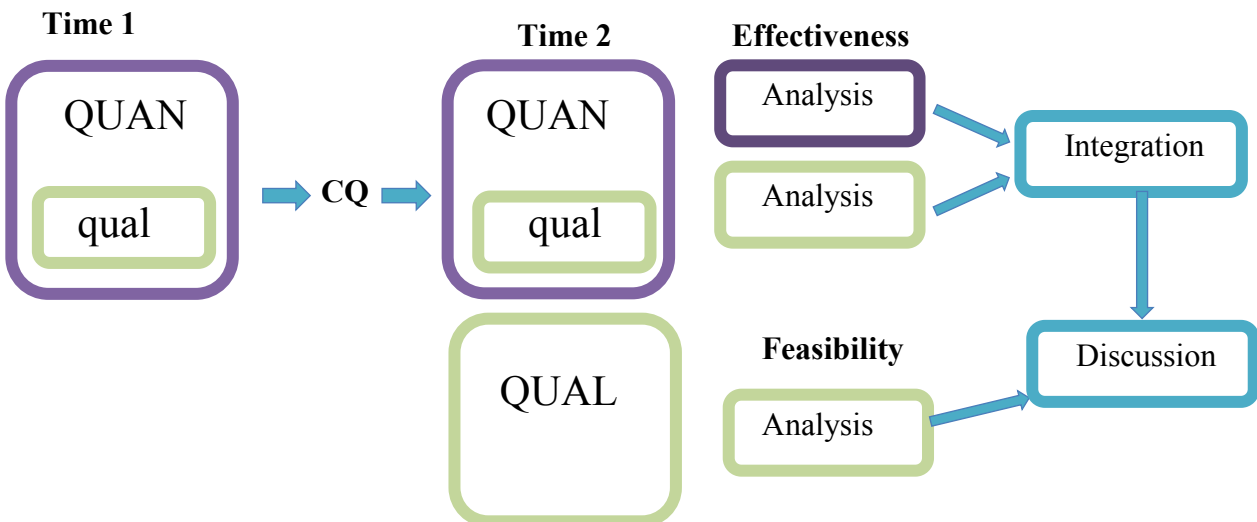 Time 1
QUAN
qual
CQ
Time 2
QUAN
qual
QUAL
Effectiveness
Analysis
Analysis
Integration
Feasibility
Analysis
Discussion